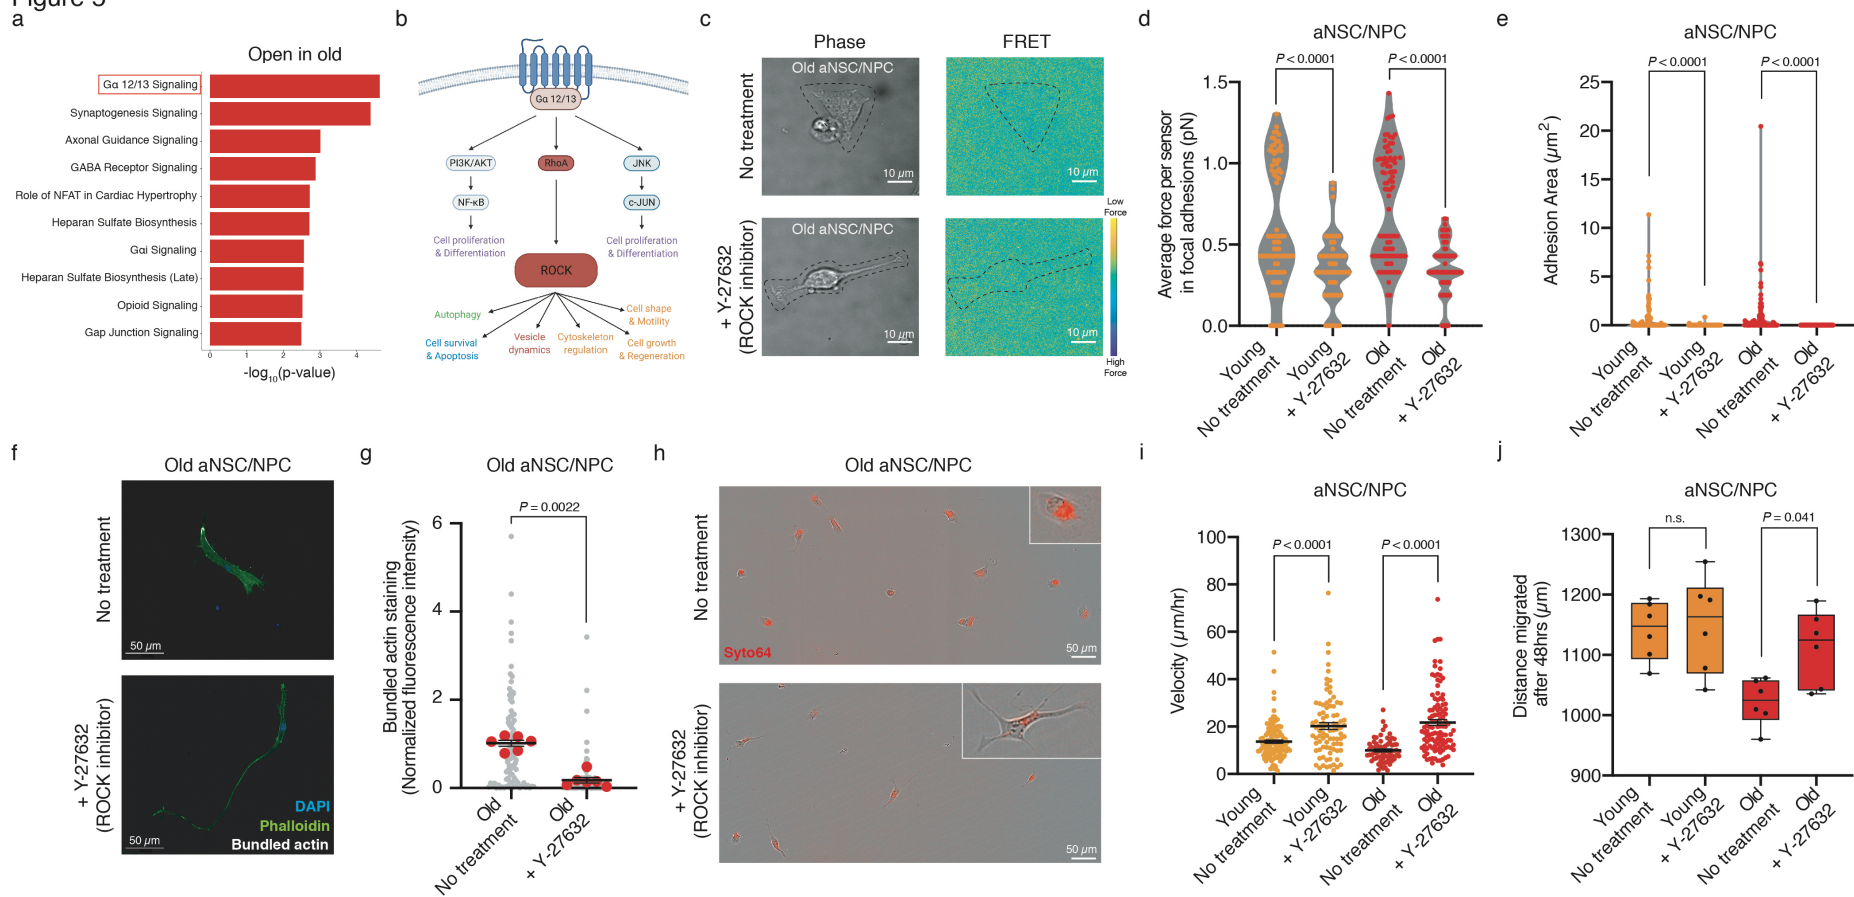 Figure 5
a
Open in old
Gα 12/13 Signaling
Synaptogenesis Signaling
Axonal Guidance Signaling
GABA Receptor Signaling
Role of NFAT in Cardiac Hypertrophy
Heparan Sulfate Biosynthesis
Gαi Signaling
Heparan Sulfate Biosynthesis (Late)
Opioid Signaling
Gap Junction Signaling
0 1 2 3 4
-log10(p-value)
b
Gα 12/13
PI3K/AKT
RhoA
JNK
NF-κB
c-JUN
Cell proliferation
& Differentiation
Cell proliferation
& Differentiation
ROCK
Autophagy
Cell survival
& Apoptosis
Vesicle
dynamics
Cytoskeleton
regulation
Cell shape
& Motility
Cell growth
& Regeneration
c
Phase
FRET
No treatment
Old aNSC/NPC
10 µm
10 µm
+ Y-27632
(ROCK inhibitor)
Old aNSC/NPC
10 µm
10 µm
Low
Force
High
Force
d
aNSC/NPC
P < 0.0001
P < 0.0001
Average force per sensor
in focal adhesions (pN)
1.5
1.0
0.5
0.0
Young
No treatment
Young
+ Y-27632
Old
No treatment
Old
+ Y-27632
e
aNSC/NPC
P < 0.0001
P < 0.0001
Adhesion Area (µm2)
25
20
15
10
5
0
Young
No treatment
Young
+ Y-27632
Old
No treatment
Old
+ Y-27632
f
Old aNSC/NPC
No treatment
50 µm
+ Y-27632
(ROCK inhibitor)
DAPI
Phalloidin
Bundled actin
50 µm
g
Old aNSC/NPC
P = 0.0022
Bundled actin staining
(Normalized fluorescence intensity)
6
4
2
0
Old
No treatment
Old
+ Y-27632
h
Old aNSC/NPC
No treatment
Syto64
50 µm
+ Y-27632
(ROCK inhibitor)
50 µm
i
aNSC/NPC
P < 0.0001
P < 0.0001
Velocity (µm/hr)
100
80
60
40
20
0
Young
No treatment
Young
+ Y-27632
Old
No treatment
Old
+ Y-27632
j
aNSC/NPC
n.s.
P = 0.041
Distance migrated
after 48hrs (µm)
1300
1200
1100
1000
900
Young
No treatment
Young
+ Y-27632
Old
No treatment
Old
+ Y-27632